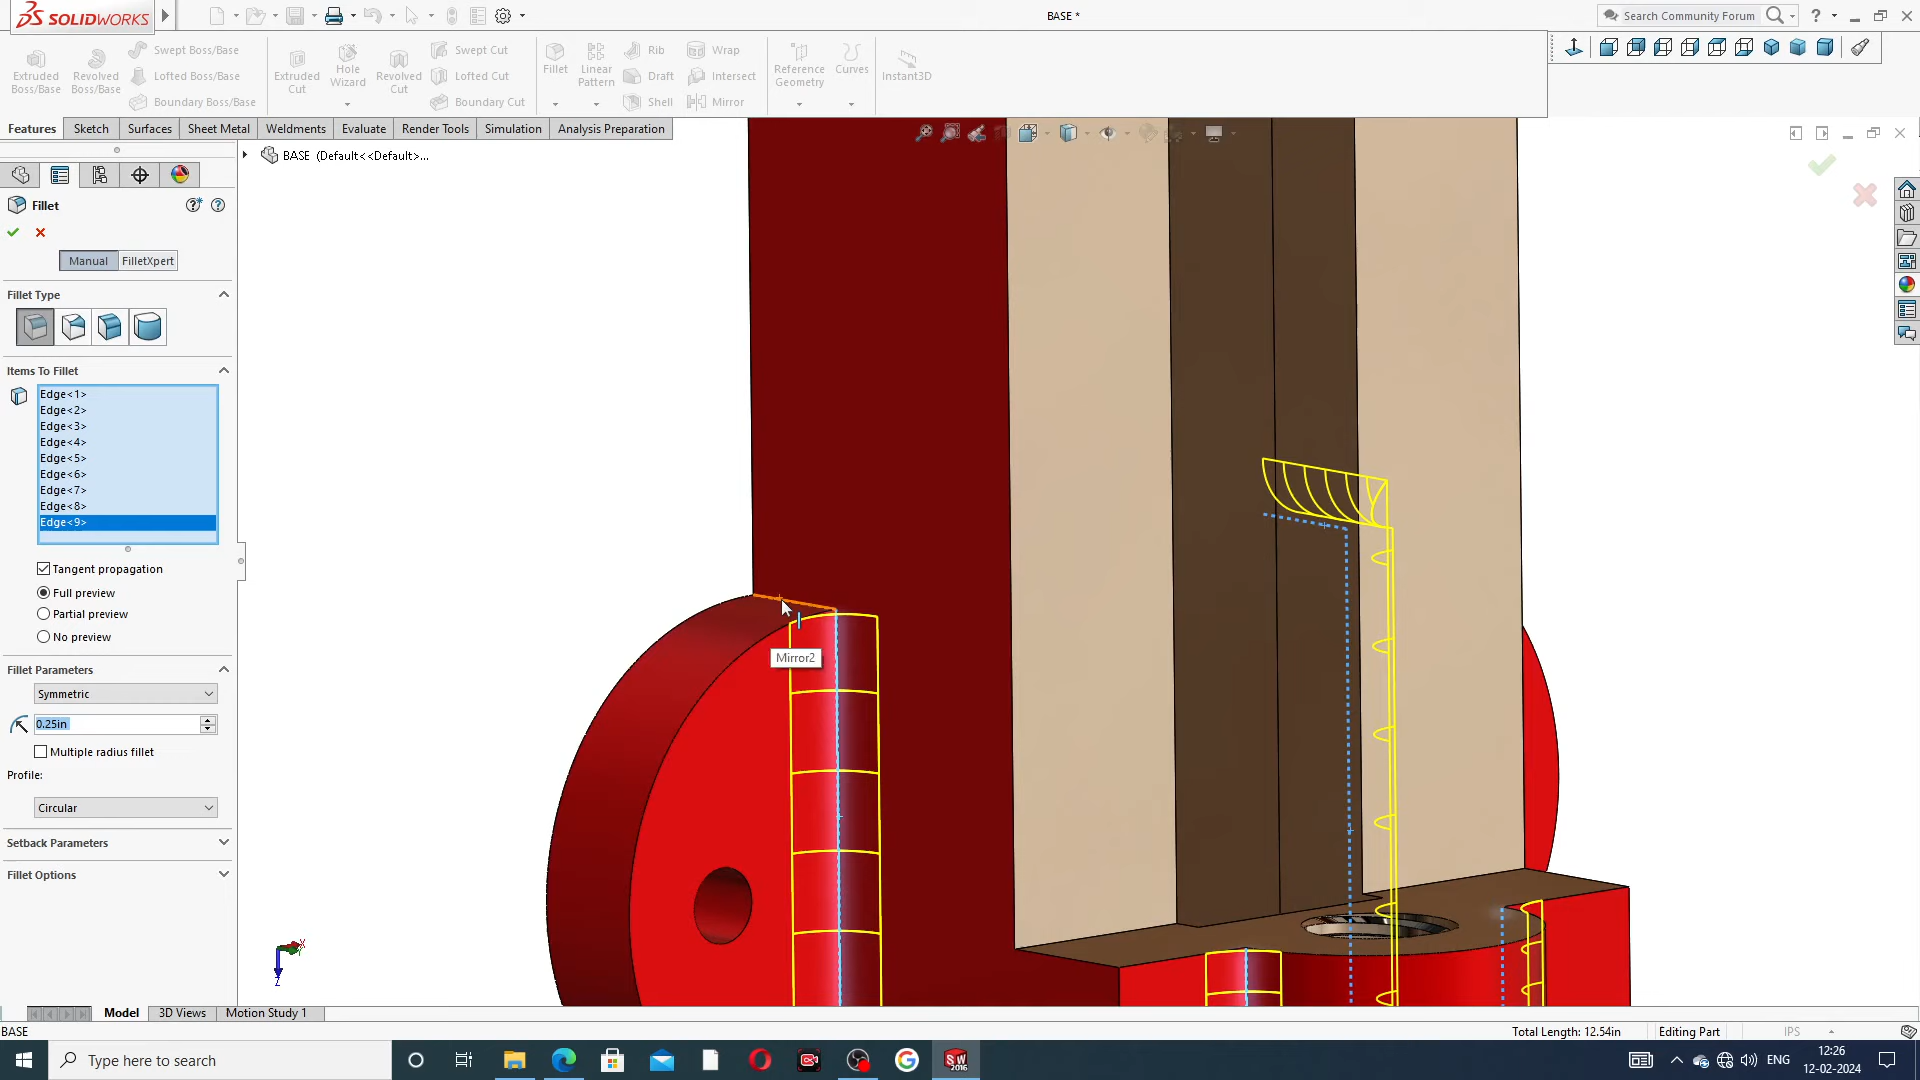 SOLIDWORKS
BASE *
Search Community Forum
?
Extruded Boss/Base
Revolved Boss/Base
Swept Boss/Base
Lofted Boss/Base
Boundary Boss/Base
Extruded Cut
Hole Wizard
Revolved Cut
Swept Cut
Lofted Cut
Boundary Cut
Fillet
Linear Pattern
Rib
Draft
Shell
Wrap
Intersect
Mirror
Reference Geometry
Curves
Instant3D
Features
Sketch
Surfaces
Sheet Metal
Weldments
Evaluate
Render Tools
Simulation
Analysis Preparation
BASE (Default<<Default>...
Fillet
Manual
FilletXpert
Fillet Type
Items To Fillet
Edge<1>
Edge<2>
Edge<3>
Edge<4>
Edge<5>
Edge<6>
Edge<7>
Edge<8>
Edge<9>
Tangent propagation
Full preview
Partial preview
No preview
Fillet Parameters
Symmetric
0.25in
Multiple radius fillet
Profile:
Circular
Setback Parameters
Fillet Options
Mirror2
X
Z
Model
3D Views
Motion Study 1
BASE
Total Length: 12.54in
Editing Part
IPS
Type here to search
SW
2016
ENG
12:26
12-02-2024